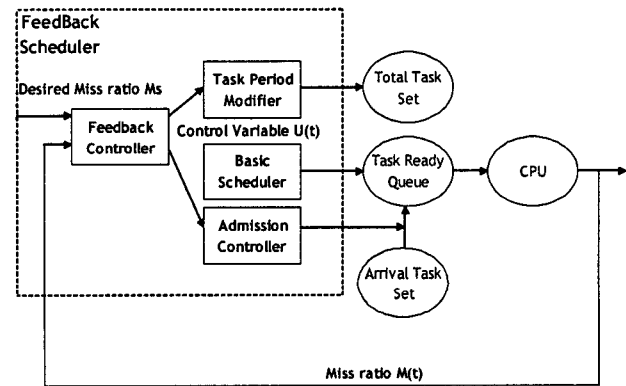 FeedBack
Scheduler
Desired Miss ratio Ms
Feedback
Controller
Task Period
Modifier
Control Variable U(t)
Basic
Scheduler
Admission
Controller
Total Task
Set
Task Ready
Queue
CPU
Arrival Task
Set
Miss ratio M(t)